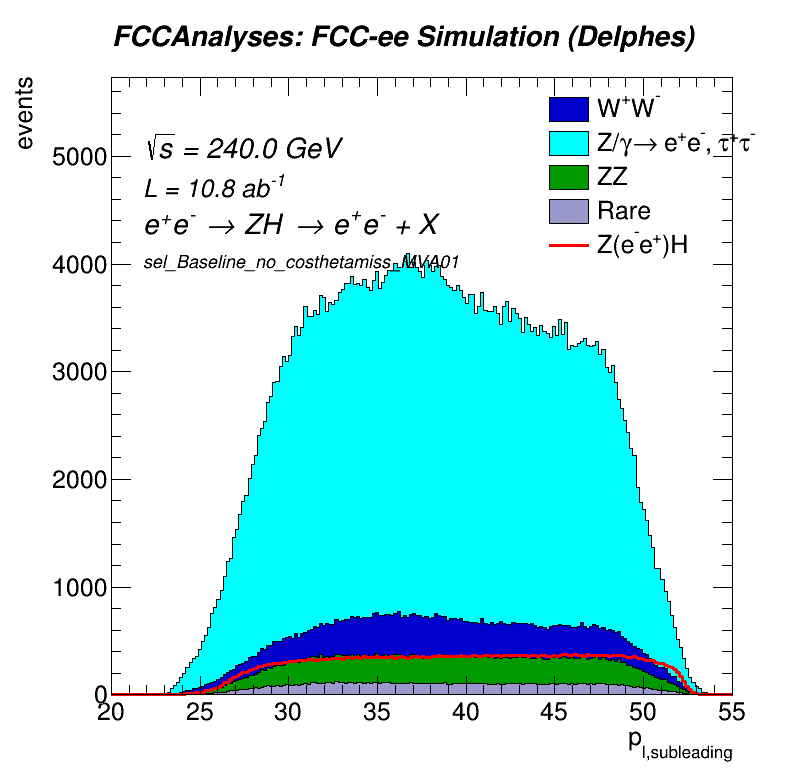 FCCAnalyses: FCC-ee Simulation (Delphes)
events
√s = 240.0 GeV
L = 10.8 ab⁻¹
e⁺e⁻ → ZH → e⁺e⁻ + X
sel_Baseline_no_costhetamiss_MVA01
W⁺W⁻
Z/γ→ e⁺e⁻, τ⁺τ⁻
ZZ
Rare
Z(e⁻e⁺)H
5000
4000
3000
2000
1000
0
20 25 30 35 40 45 50 55
p_l,subleading